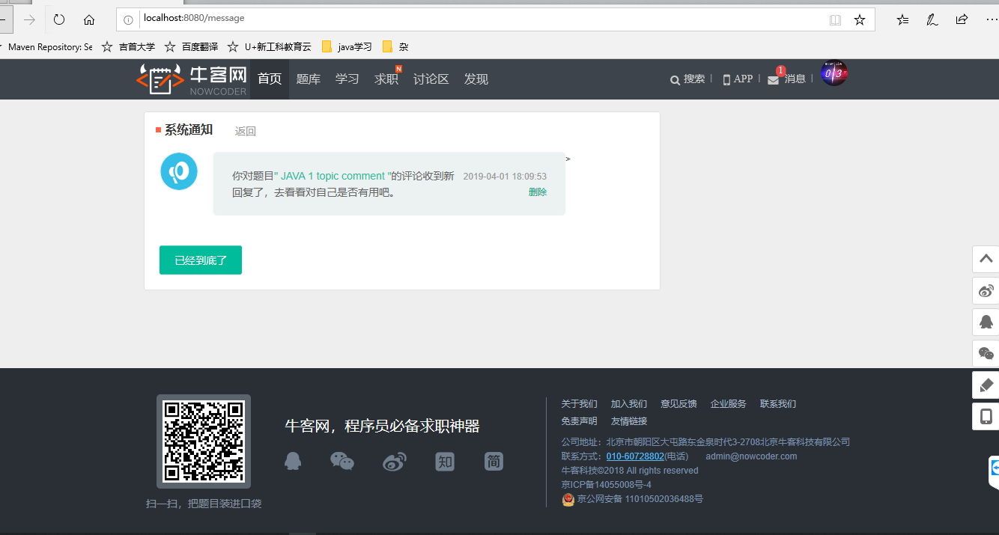 localhost:8080/message
Maven Repository: Se
吉首大学
百度翻译
U+新工科教育云
java学习
杂
牛客网
NOWCODER
首页
题库
学习
求职
N
讨论区
发现
搜索
APP
1
消息
0 3
系统通知
返回
你对题目" JAVA 1 topic comment "的评论收到新
2019-04-01 18:09:53
>
回复了，去看看对自己是否有用吧。
删除
已经到底了
关于我们 加入我们 意见反馈 企业服务 联系我们
免责声明 友情链接
牛客网，程序员必备求职神器
知
简
公司地址：北京市朝阳区大屯路东金泉时代3-2708北京牛客科技有限公司
联系方式：010-60728802(电话) admin@nowcoder.com
牛客科技©2018 All rights reserved
京ICP备14055008号-4
京公网安备 11010502036488号
扫一扫，把题目装进口袋